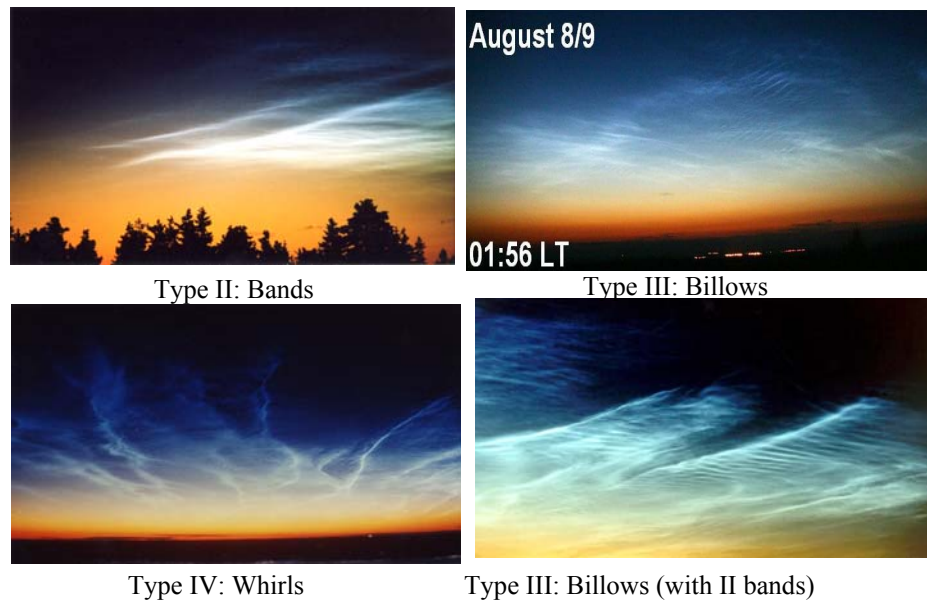 August 8/9
01:56 LT
Type II: Bands
Type III: Billows
Type IV: Whirls
Type III: Billows (with II bands)